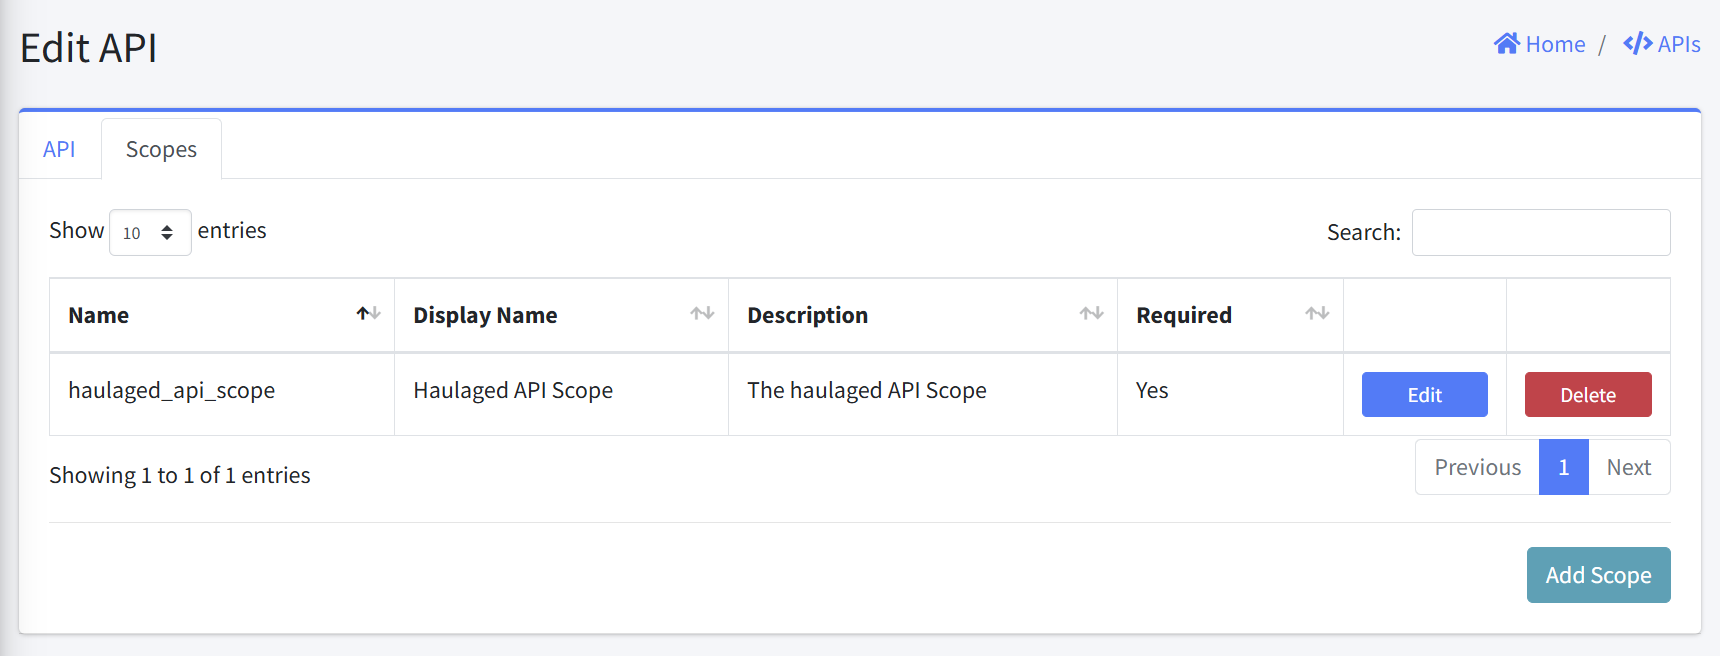 Edit API
Home / APIs
API Scopes
Show 10 entries
Search:
Name Display Name Description Required
haulaged_api_scope Haulaged API Scope The haulaged API Scope Yes Edit Delete
Showing 1 to 1 of 1 entries
Previous 1 Next
Add Scope